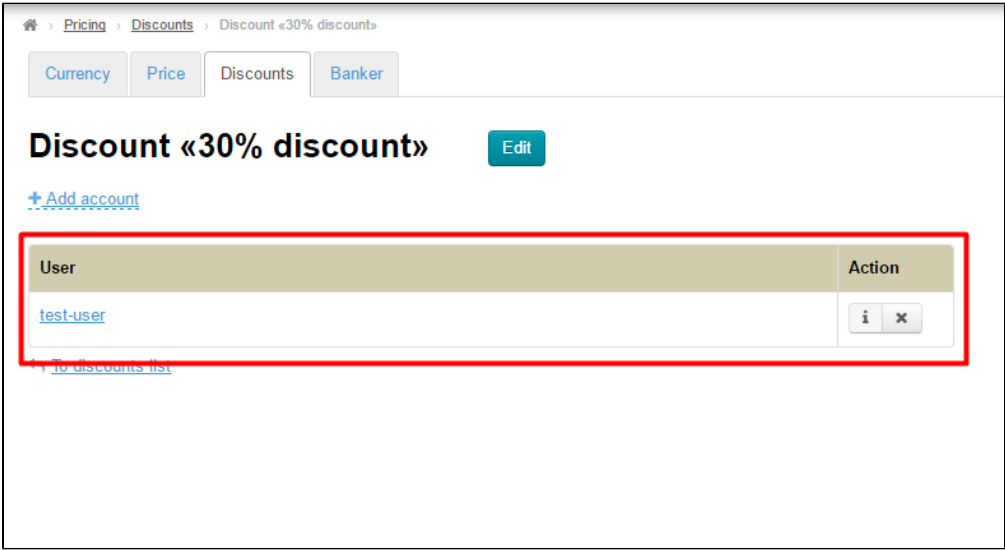 › Pricing › Discounts › Discount «30% discount»
Currency Price Discounts Banker
Discount «30% discount» Edit
+ Add account
User Action
test-user i ×
To discounts list